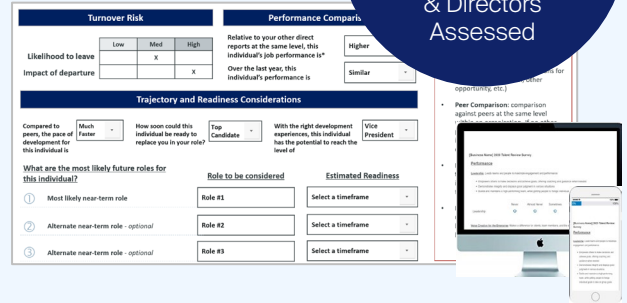 & Directors
Assessed
Turnover Risk
Low Med High
Likelihood to leave X
Impact of departure X
Performance Comparis
Relative to your other direct
reports at the same level, this
individual's job performance is*
Higher
Over the last year, this
individual's performance is
Similar
Trajectory and Readiness Considerations
Compared to
peers, the pace of
development for
this individual is
Much
Faster
How soon could this
individual be ready to
replace you in your role?
Top
Candidate
With the right development
experiences, this individual
has the potential to reach the
level of
Vice
President
What are the most likely future roles for
this individual?
Role to be considered
Estimated Readiness
1 Most likely near-term role
Role #1
Select a timeframe
2 Alternate near-term role - optional
Role #2
Select a timeframe
3 Alternate near-term role - optional
Role #3
Select a timeframe
opportunity, etc.)
• Peer Comparison: comparison
against peers at the same level
Performance
Performance